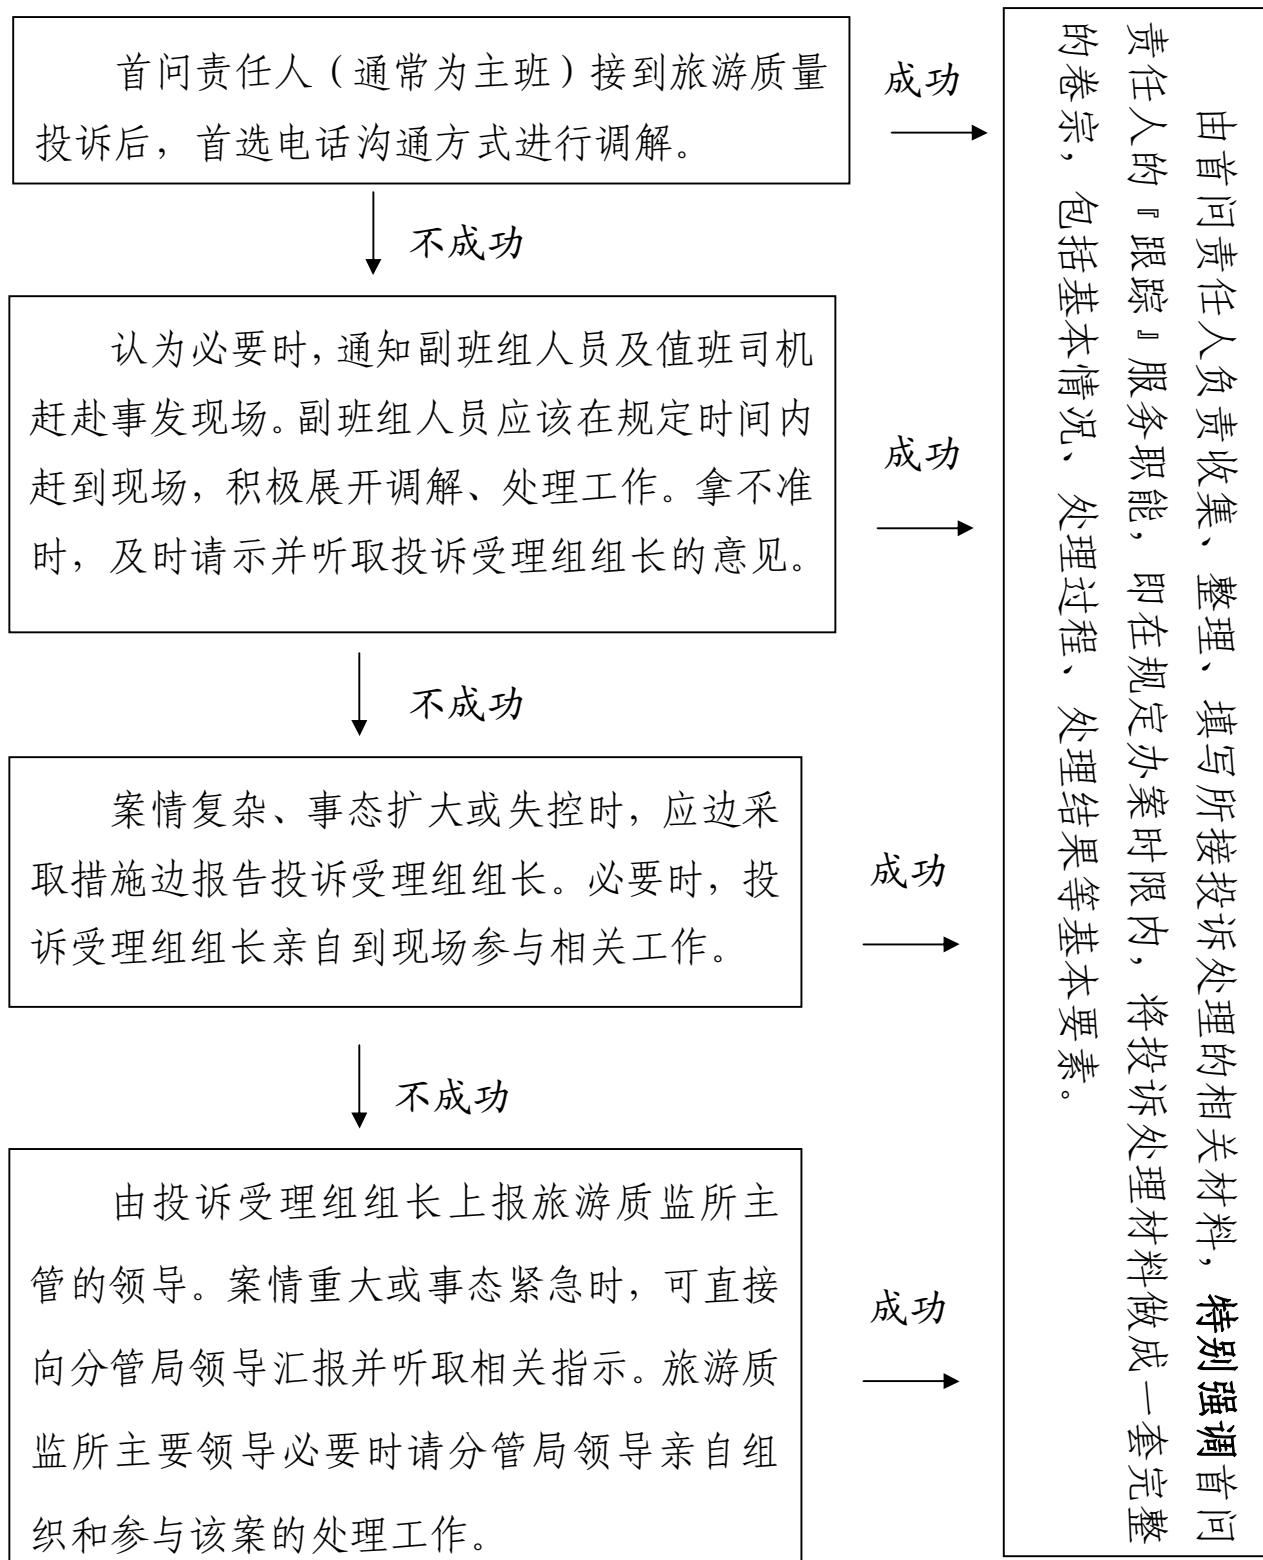 首问责任人（通常为主班）接到旅游质量
投诉后，首选电话沟通方式进行调解。
成功
不成功
认为必要时，通知副班组人员及值班司机
赶赴事发现场。副班组人员应该在规定时间内
赶到现场，积极展开调解、处理工作。拿不准
时，及时请示并听取投诉受理组组长的意见。
成功
不成功
案情复杂、事态扩大或失控时，应边采
取措施边报告投诉受理组组长。必要时，投
诉受理组组长亲自到现场参与相关工作。
成功
不成功
由投诉受理组组长上报旅游质监所主
管的领导。案情重大或事态紧急时，可直接
向分管局领导汇报并听取相关指示。旅游质
监所主要领导必要时请分管局领导亲自组
织和参与该案的处理工作。
成功
由首问责任人负责收集、整理、填写所接投诉处理的相关材料，特别强调首问
责任人的『跟踪』服务职能，即在规定办案时限内，将投诉处理材料做成一套完整
的卷宗，包括基本情况、处理过程、处理结果等基本要素。